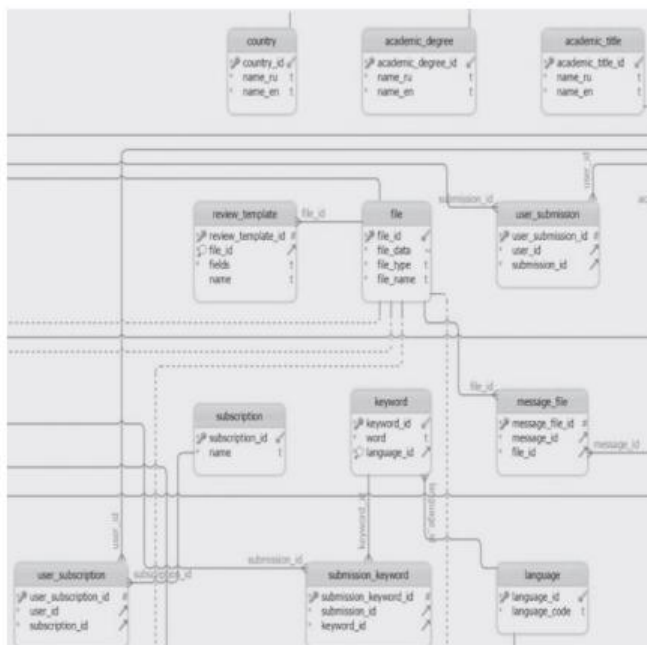 country
country_id
* name_ru t
* name_en t
academic_degree
academic_degree_id
* name_ru t
* name_en t
academic_title
academic_title_id
* name_ru t
* name_en t
user_id
submission_id
review_template
review_template_id #
file_id
* fields t
name t
file_id
file
file_id
* file_data
* file_type t
* file_name t
user_submission
user_submission_id #
* user_id
* submission_id
file_id
subscription
subscription_id
* name t
keyword
keyword_id
* word t
language_id
message_file
message_file_id #
* message_id
* file_id
message_id
user_id
keyword_id
submission_id
subscription_id
user_subscription
user_subscription_id #
* user_id
* subscription_id
submission_keyword
submission_keyword_id #
* submission_id
* keyword_id
language
language_id
* language_code t